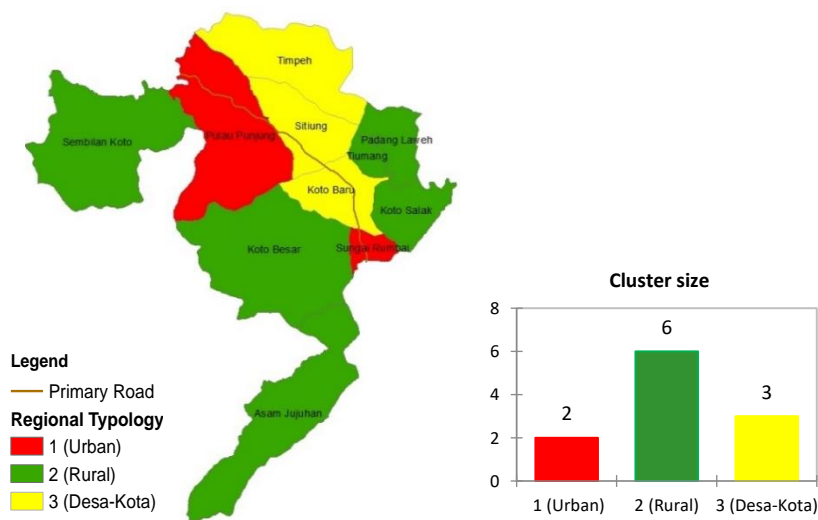 Timpeh
Sitiung
Pulau Punjung
Sembilan Koto
Padang Laweh
Tiumang
Koto Baru
Koto Salak
Sungai Rumbai
Koto Besar
Asam Jujuhan
Legend
Primary Road
Regional Typology
1 (Urban)
2 (Rural)
3 (Desa-Kota)
Cluster size
8
6
4
2
0
2
6
3
1 (Urban) 2 (Rural) 3 (Desa-Kota)